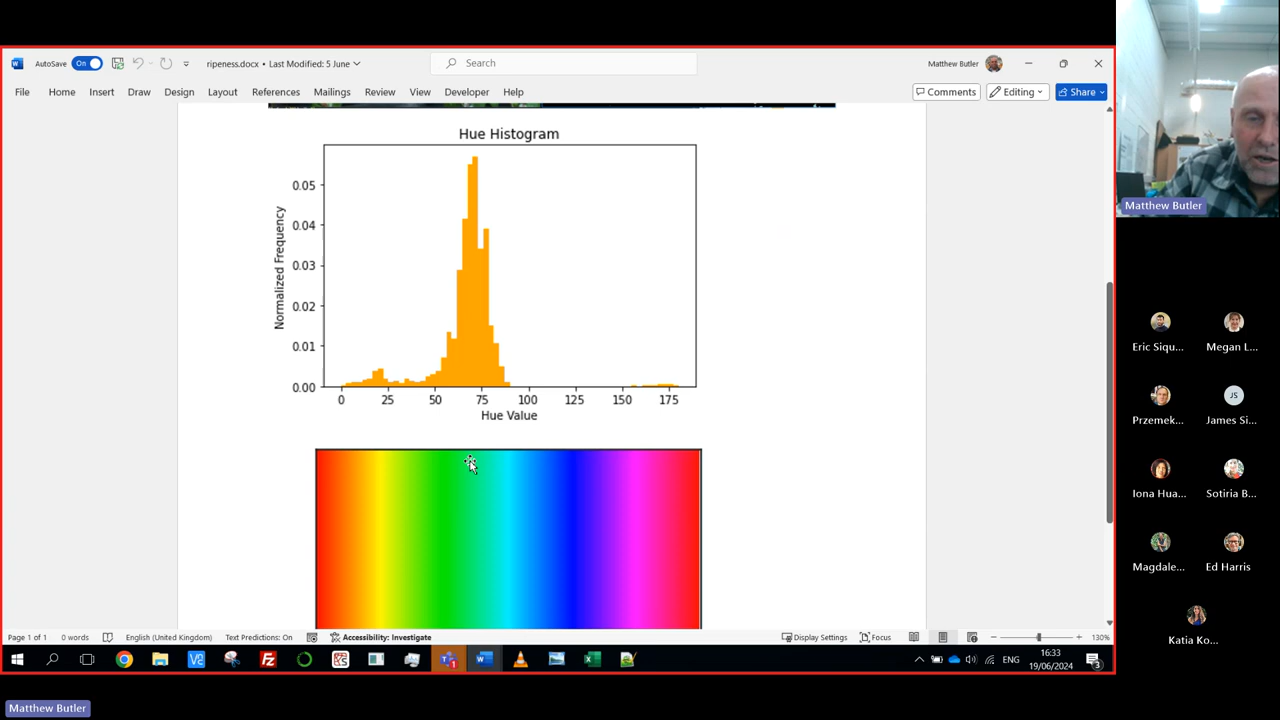 AutoSave On ripeness.docx • Last Modified: 5 June Search Matthew Butler
File Home Insert Draw Design Layout References Mailings Review View Developer Help Comments Editing Share
Hue Histogram
Normalized Frequency
0.05
0.04
0.03
0.02
0.01
0.00
0 25 50 75 100 125 150 175
Hue Value
Page 1 of 1 0 words English (United Kingdom) Text Predictions: On Accessibility: Investigate Display Settings Focus 130%
ENG 16:33
19/06/2024 3
Matthew Butler
Matthew Butler
Eric Siqu... Megan L...
JS
Przemek... James Si...
Iona Hua... Sotiria B...
Magdale... Ed Harris
Katia Ko...